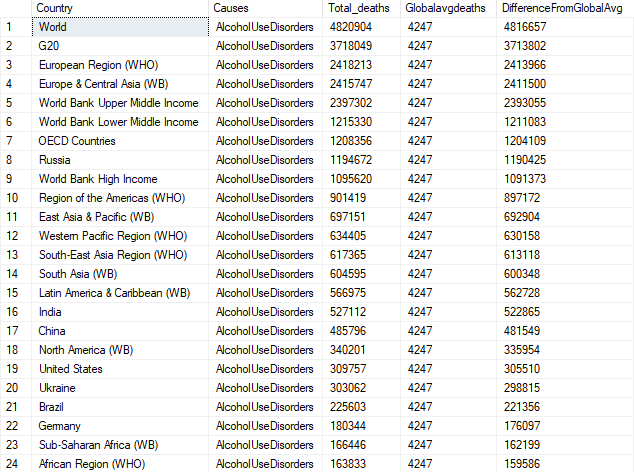 Country Causes Total_deaths Globalavgdeaths DifferenceFromGlobalAvg
1 World AlcoholUseDisorders 4820904 4247 4816657
2 G20 AlcoholUseDisorders 3718049 4247 3713802
3 European Region (WHO) AlcoholUseDisorders 2418213 4247 2413966
4 Europe & Central Asia (WB) AlcoholUseDisorders 2415747 4247 2411500
5 World Bank Upper Middle Income AlcoholUseDisorders 2397302 4247 2393055
6 World Bank Lower Middle Income AlcoholUseDisorders 1215330 4247 1211083
7 OECD Countries AlcoholUseDisorders 1208356 4247 1204109
8 Russia AlcoholUseDisorders 1194672 4247 1190425
9 World Bank High Income AlcoholUseDisorders 1095620 4247 1091373
10 Region of the Americas (WHO) AlcoholUseDisorders 901419 4247 897172
11 East Asia & Pacific (WB) AlcoholUseDisorders 697151 4247 692904
12 Western Pacific Region (WHO) AlcoholUseDisorders 634405 4247 630158
13 South-East Asia Region (WHO) AlcoholUseDisorders 617365 4247 613118
14 South Asia (WB) AlcoholUseDisorders 604595 4247 600348
15 Latin America & Caribbean (WB) AlcoholUseDisorders 566975 4247 562728
16 India AlcoholUseDisorders 527112 4247 522865
17 China AlcoholUseDisorders 485796 4247 481549
18 North America (WB) AlcoholUseDisorders 340201 4247 335954
19 United States AlcoholUseDisorders 309757 4247 305510
20 Ukraine AlcoholUseDisorders 303062 4247 298815
21 Brazil AlcoholUseDisorders 225603 4247 221356
22 Germany AlcoholUseDisorders 180344 4247 176097
23 Sub-Saharan Africa (WB) AlcoholUseDisorders 166446 4247 162199
24 African Region (WHO) AlcoholUseDisorders 163833 4247 159586